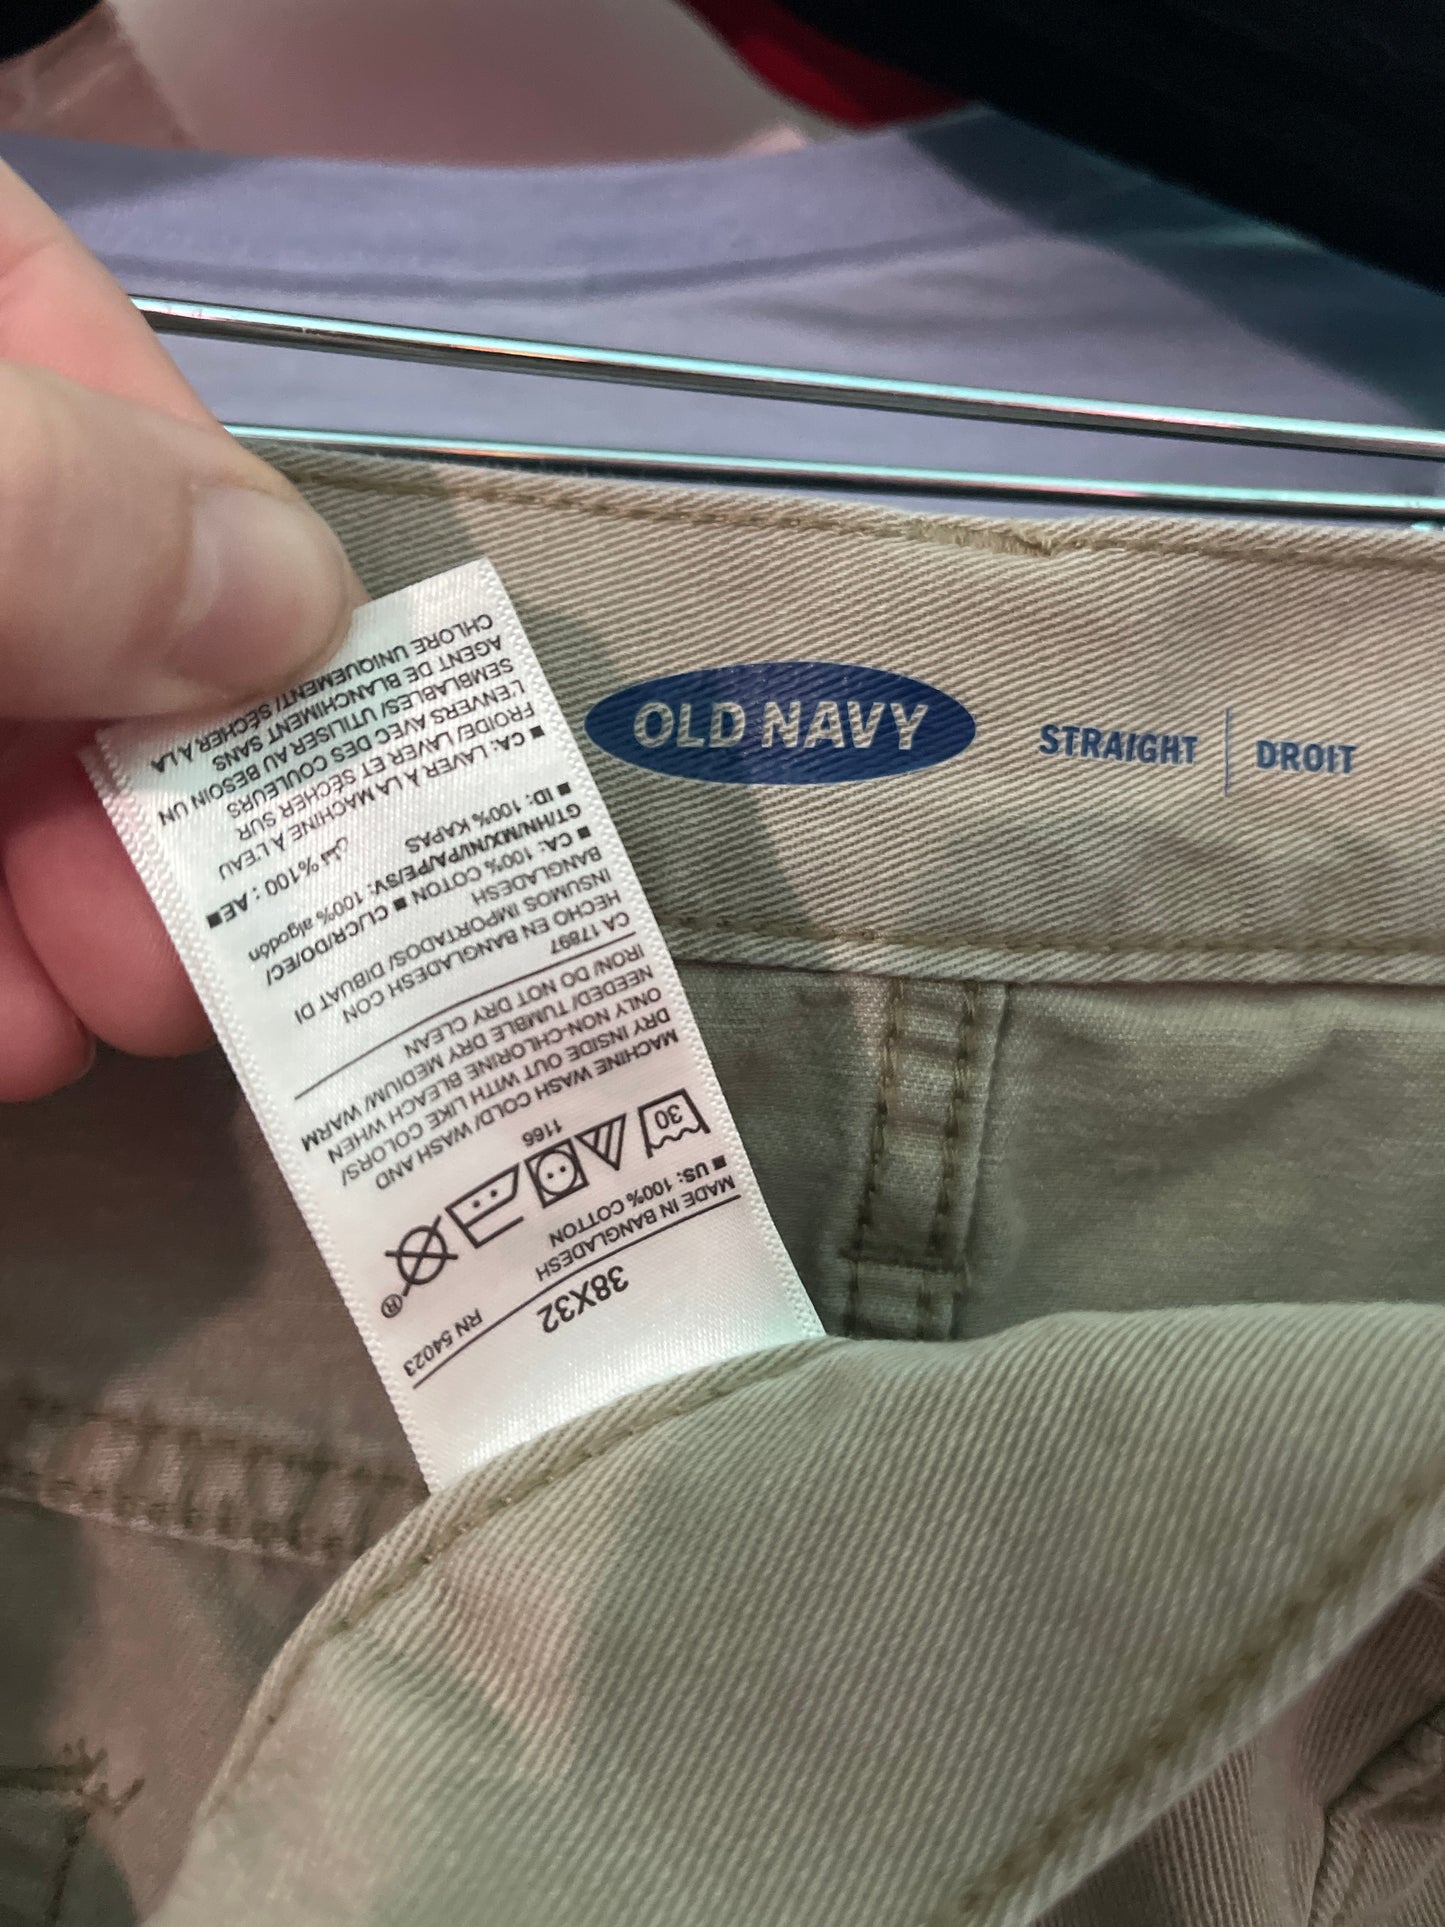 OLD NAVY
STRAIGHT | DROIT
38X32
RN 54023
MADE IN BANGLADESH
■ US: 100% COTTON
30
1166
®
MACHINE WASH COLD/ WASH AND
DRY INSIDE OUT WITH LIKE COLORS/
ONLY NON-CHLORINE BLEACH WHEN
NEEDED/ TUMBLE DRY MEDIUM/ WARM
IRON/ DO NOT DRY CLEAN
CA 17897
HECHO EN BANGLADESH CON
INSUMOS IMPORTADOS/ DIBUAT DI
BANGLADESH
■ CA: 100% COTON ■ CL/CR/DO/EC/
GT/HN/MX/NI/PA/PE/SV: 100% algodón
■ ID: 100% KAPAS
■ AE : 100% قطن
■ CA: LAVER À LA MACHINE À L'EAU
FROIDE/ LAVER ET SÉCHER SUR
L'ENVERS AVEC DES COULEURS
SEMBLABLES/ UTILISER AU BESOIN UN
AGENT DE BLANCHIMENT SANS
CHLORE UNIQUEMENT/ SÉCHER À LA